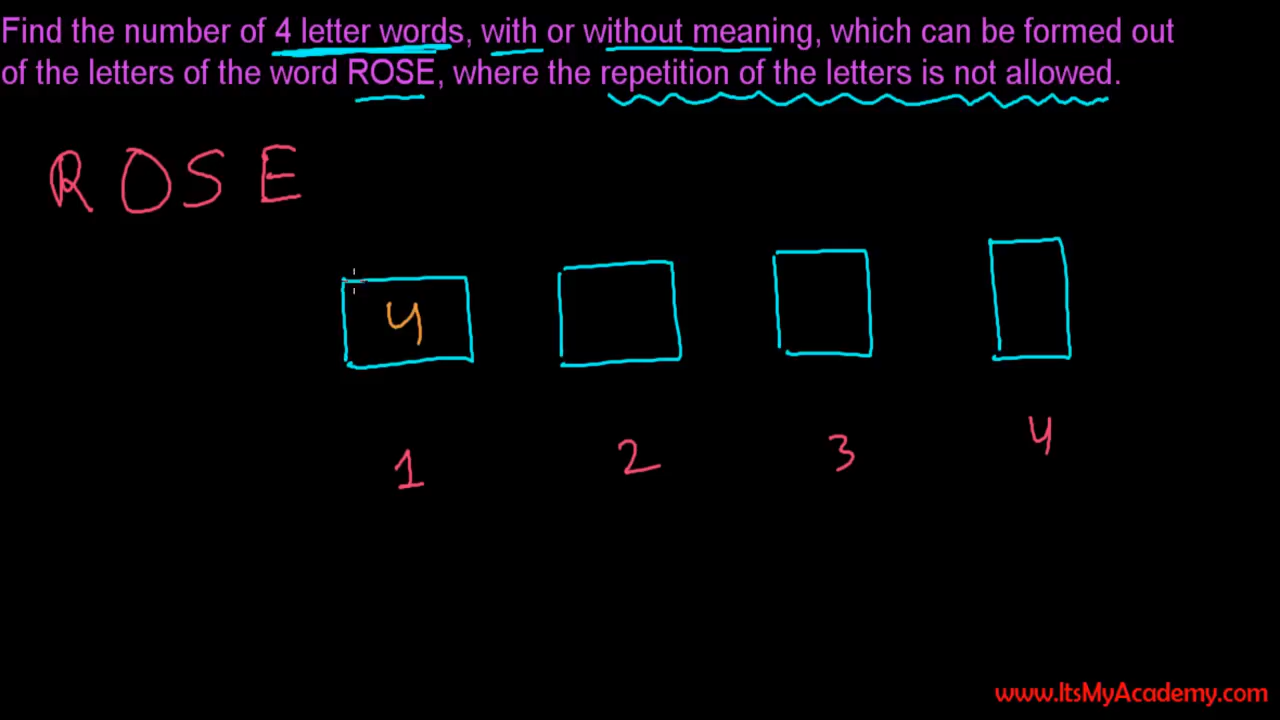 Find the number of 4 letter words, with or without meaning, which can be formed out
of the letters of the word ROSE, where the repetition of the letters is not allowed.
R O S E
4
1 2 3 4
www.ItsMyAcademy.com